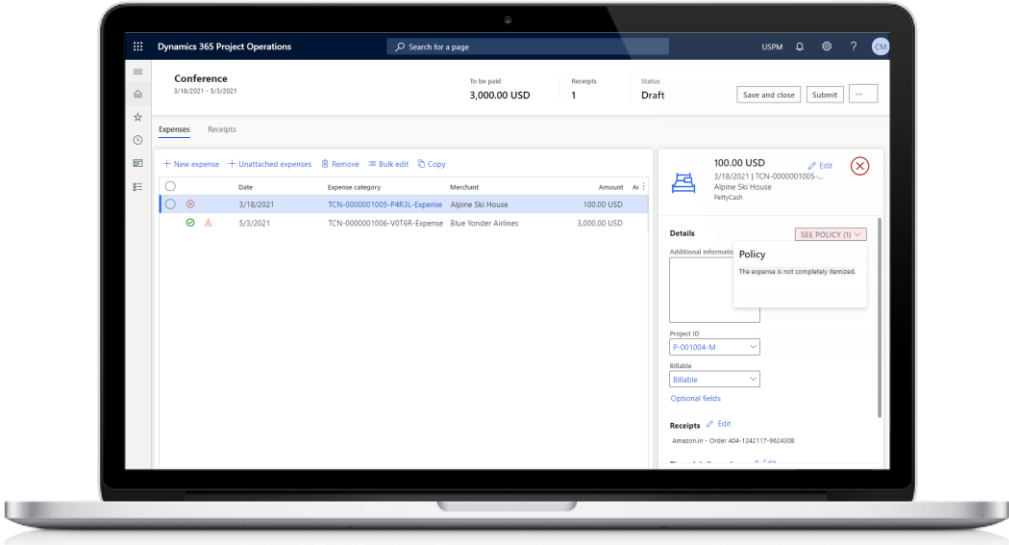 Dynamics 365 Project Operations
Search for a page
USPM
?
CM
Conference
3/18/2021 - 5/3/2021
To be paid
3,000.00 USD
Receipts
1
Status
Draft
Save and close
Submit
...
Expenses
Receipts
+ New expense
+ Unattached expenses
Remove
Bulk edit
Copy
Date
Expense category
Merchant
Amount
3/18/2021
TCN-0000001005-P4R3L-Expense
Alpine Ski House
100.00 USD
5/3/2021
TCN-0000001006-V0T6R-Expense
Blue Yonder Airlines
3,000.00 USD
100.00 USD
Edit
3/18/2021 | TCN-0000001005-...
Alpine Ski House
PettyCash
Details
SEE POLICY (1)
Additional informatic
Policy
The expense is not completely itemized.
Project ID
P-001004-M
Billable
Billable
Optional fields
Receipts
Edit
Amazon.in - Order 404-1242117-9624308
Edit